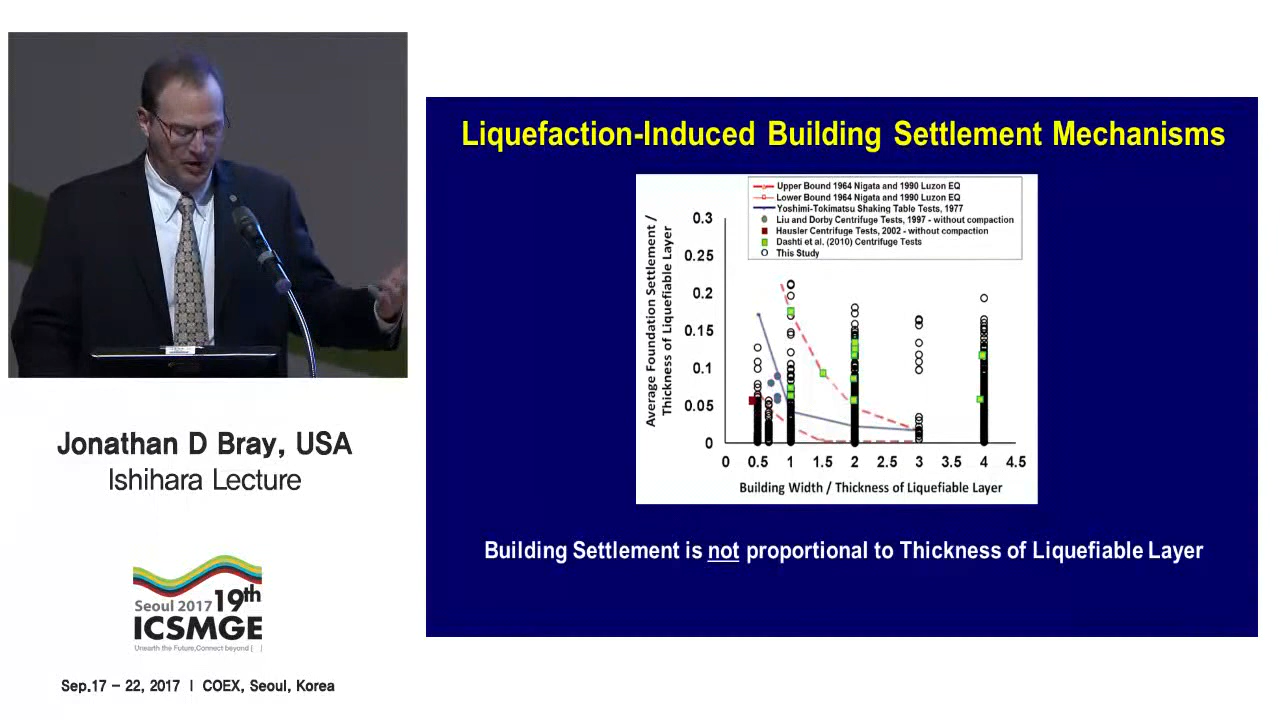 Liquefaction-Induced Building Settlement Mechanisms
Upper Bound 1964 Nigata and 1990 Luzon EQ
Lower Bound 1964 Nigata and 1990 Luzon EQ
Yoshimi-Tokimatsu Shaking Table Tests, 1977
Liu and Dorby Centrifuge Tests, 1997 - without compaction
Hausler Centrifuge Tests, 2002 - without compaction
Dashti et al. (2010) Centrifuge Tests
This Study
Average Foundation Settlement /
Thickness of Liquefiable Layer
0.3
0.25
0.2
0.15
0.1
0.05
0
0 0.5 1 1.5 2 2.5 3 3.5 4 4.5
Building Width / Thickness of Liquefiable Layer
Building Settlement is not proportional to Thickness of Liquefiable Layer
Jonathan D Bray, USA
Ishihara Lecture
Seoul 2017 19th
ICSMGE
Unearth the Future, Connect beyond [ ]
Sep.17 – 22, 2017 I COEX, Seoul, Korea